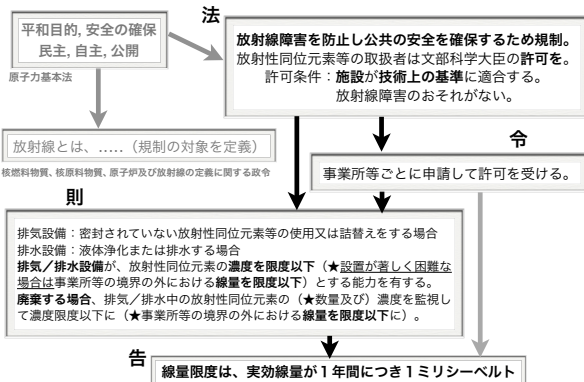 平和目的, 安全の確保
民主, 自主, 公開
原子力基本法
法
放射線障害を防止し公共の安全を確保するため規制。
放射性同位元素等の取扱者は文部科学大臣の許可を。
許可条件：施設が技術上の基準に適合する。
放射線障害のおそれがない。
放射線とは、.....（規制の対象を定義）
核燃料物質、核原料物質、原子炉及び放射線の定義に関する政令
令
事業所等ごとに申請して許可を受ける。
則
排気設備：密封されていない放射性同位元素等の使用又は詰替えをする場合
排水設備：液体浄化または排水する場合
排気／排水設備が、放射性同位元素の濃度を限度以下（★設置が著しく困難な
場合は事業所等の境界の外における線量を限度以下）とする能力を有する。
廃棄する場合、排気／排水中の放射性同位元素の（★数量及び）濃度を監視し
て濃度限度以下に（★事業所等の境界の外における線量を限度以下に）。
告
線量限度は、実効線量が１年間につき１ミリシーベルト